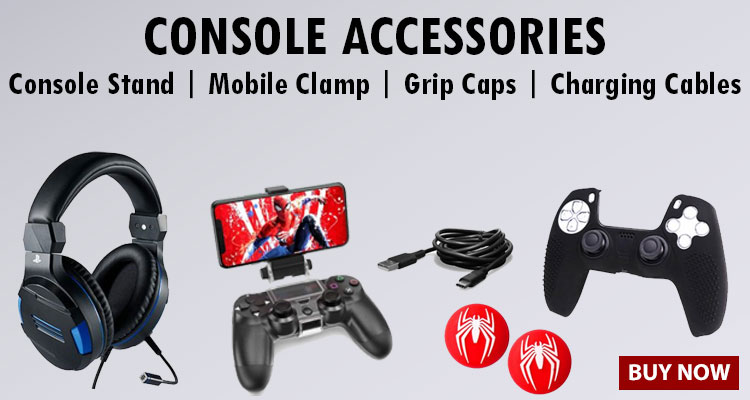 CONSOLE ACCESSORIES
Console Stand | Mobile Clamp | Grip Caps | Charging Cables
BUY NOW